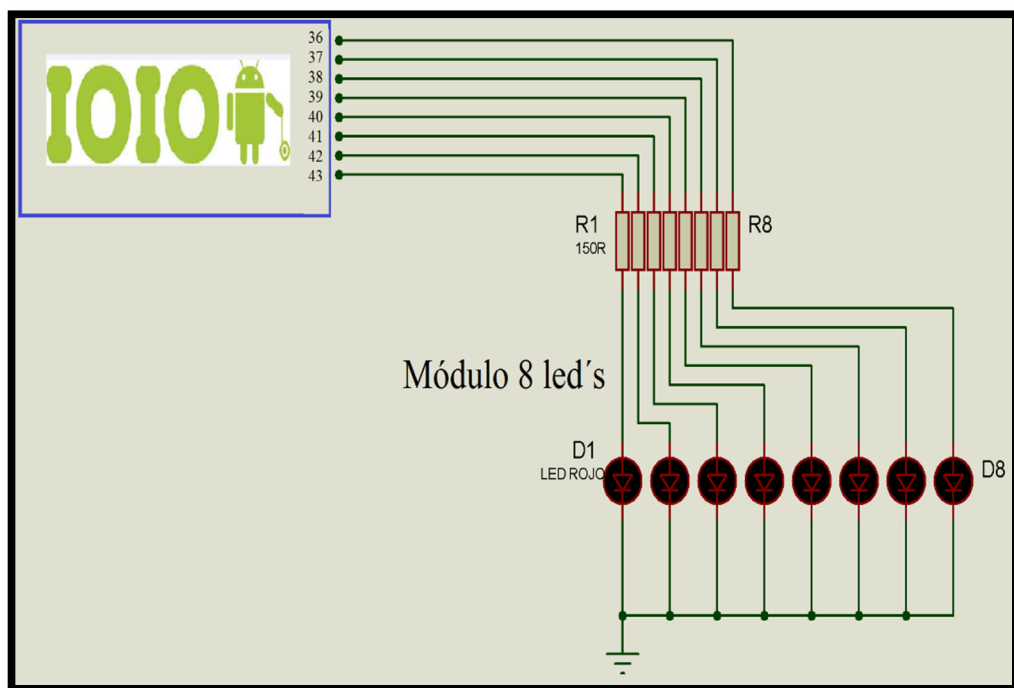 IOIO
36
37
38
39
40
41
42
43
R1
150R
R8
Módulo 8 led´s
D1
LED ROJO
D8